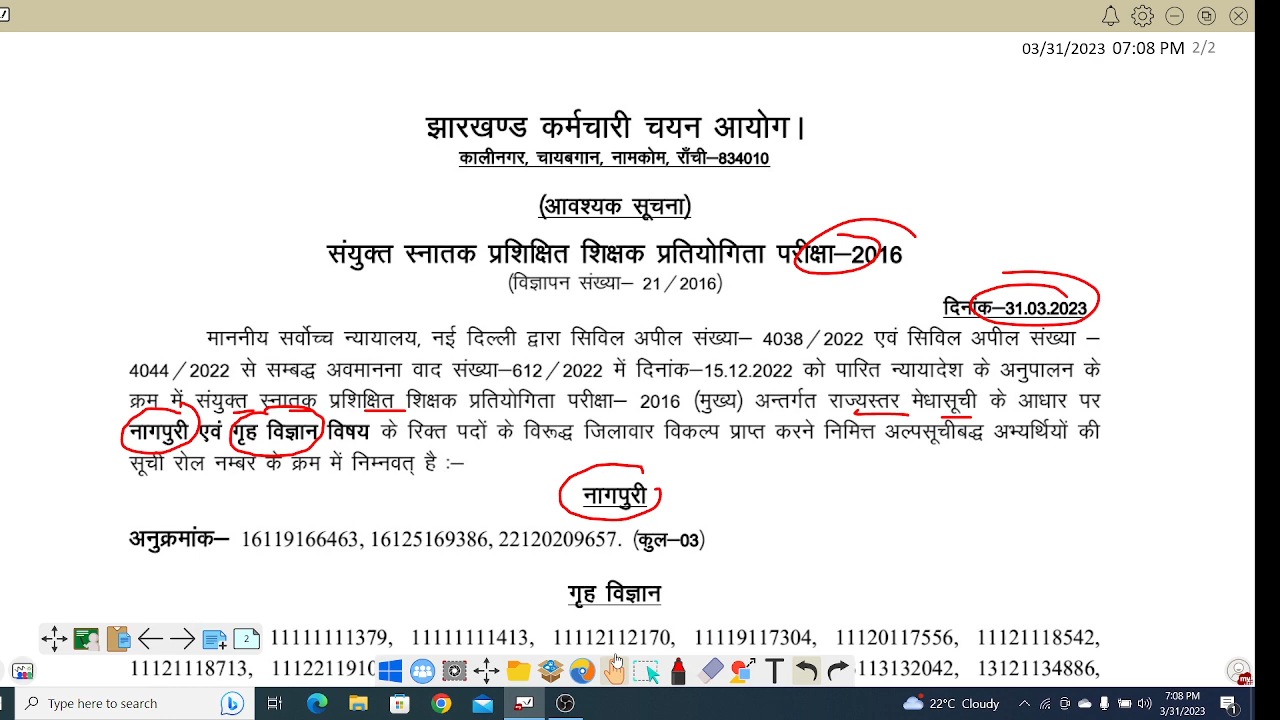 03/31/2023 07:08 PM 2/2
झारखण्ड कर्मचारी चयन आयोग।
कालीनगर, चायबगान, नामकोम, राँची–834010
(आवश्यक सूचना)
संयुक्त स्नातक प्रशिक्षित शिक्षक प्रतियोगिता परीक्षा–2016
(विज्ञापन संख्या– 21/2016)
दिनांक–31.03.2023
माननीय सर्वोच्च न्यायालय, नई दिल्ली द्वारा सिविल अपील संख्या– 4038/2022 एवं सिविल अपील संख्या –
4044/2022 से सम्बद्ध अवमानना वाद संख्या–612/2022 में दिनांक–15.12.2022 को पारित न्यायादेश के अनुपालन के
क्रम में संयुक्त स्नातक प्रशिक्षित शिक्षक प्रतियोगिता परीक्षा– 2016 (मुख्य) अन्तर्गत राज्यस्तर मेधासूची के आधार पर
नागपुरी एवं गृह विज्ञान विषय के रिक्त पदों के विरूद्ध जिलावार विकल्प प्राप्त करने निमित्त अल्पसूचीबद्ध अभ्यर्थियों की
सूची रोल नम्बर के क्रम में निम्नवत् है :–
नागपुरी
अनुक्रमांक– 16119166463, 16125169386, 22120209657. (कुल–03)
गृह विज्ञान
11111111379, 11111111413, 11112112170, 11119117304, 11120117556, 11121118542,
11121118713, 13121134886,
2
Type here to search
22°C Cloudy
7:08 PM
3/31/2023